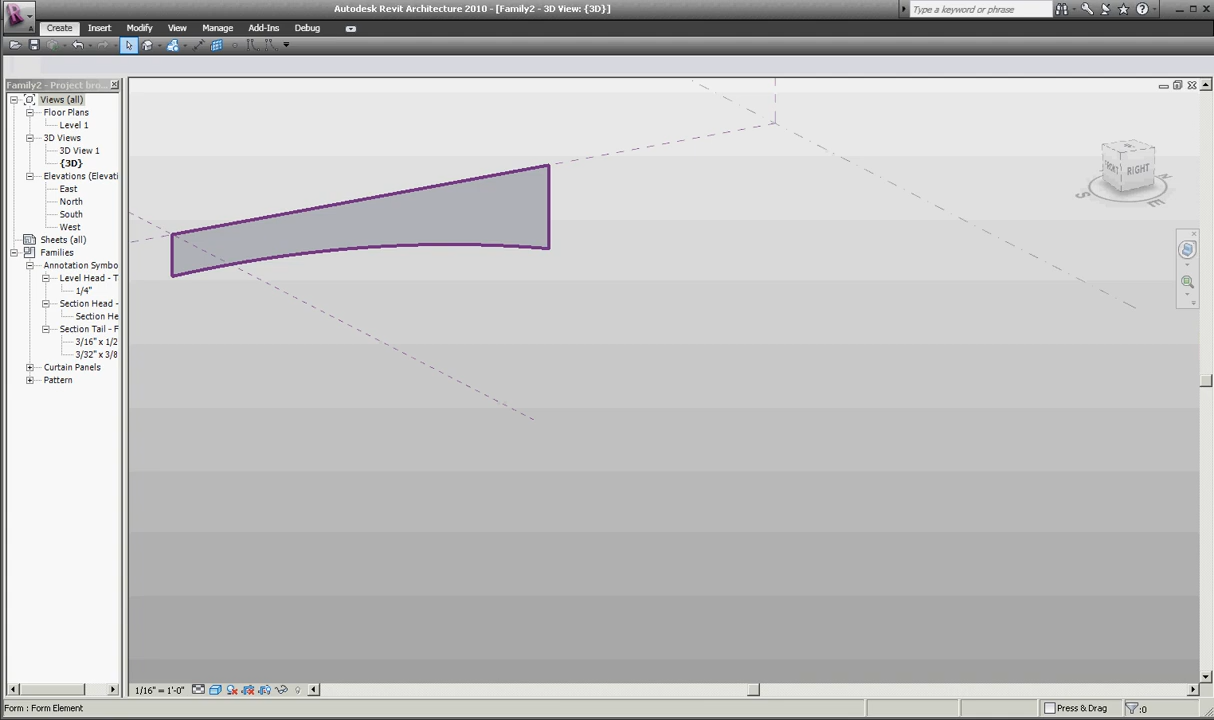 Autodesk Revit Architecture 2010 - [Family2 - 3D View: {3D}]
Type a keyword or phrase
Create Insert Modify View Manage Add-Ins Debug
Family2 - Project bro...
Views (all)
Floor Plans
Level 1
3D Views
3D View 1
{3D}
Elevations (Elevati
East
North
South
West
Sheets (all)
Families
Annotation Symbo
Level Head - T
1/4"
Section Head -
Section He
Section Tail - F
3/16" x 1/2
3/32" x 3/8
Curtain Panels
Pattern
RIGHT
S
E
1/16" = 1'-0"
Form : Form Element
Press & Drag
:0